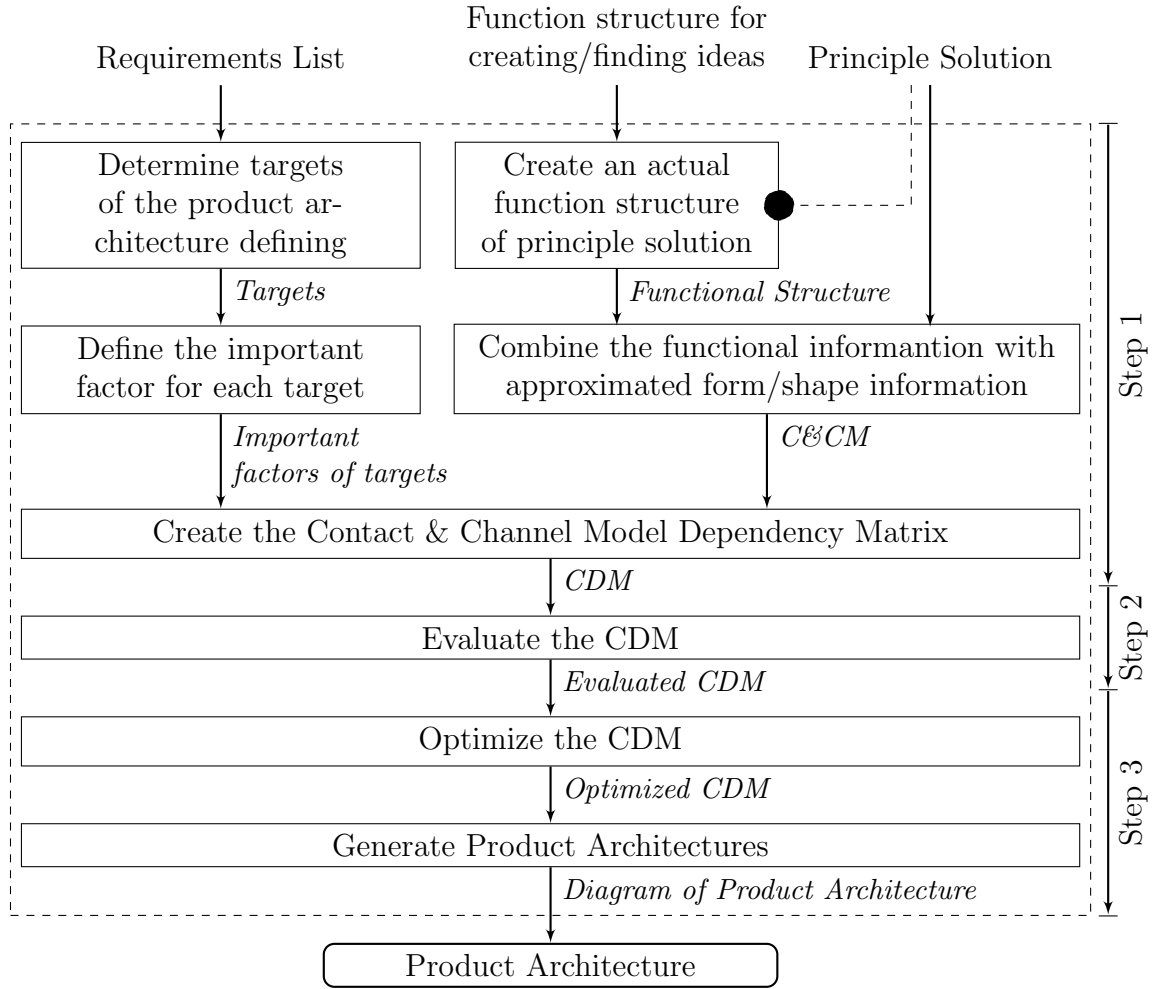 Function structure for
creating/finding ideas
Requirements List
Principle Solution
Determine targets
of the product ar-
chitecture defining
Create an actual
function structure
of principle solution
Targets
Functional Structure
Define the important
factor for each target
Combine the functional informantion with
approximated form/shape information
Step 1
Important
factors of targets
C&CM
Create the Contact & Channel Model Dependency Matrix
CDM
Step 2
Evaluate the CDM
Evaluated CDM
Optimize the CDM
Optimized CDM
Step 3
Generate Product Architectures
Diagram of Product Architecture
Product Architecture